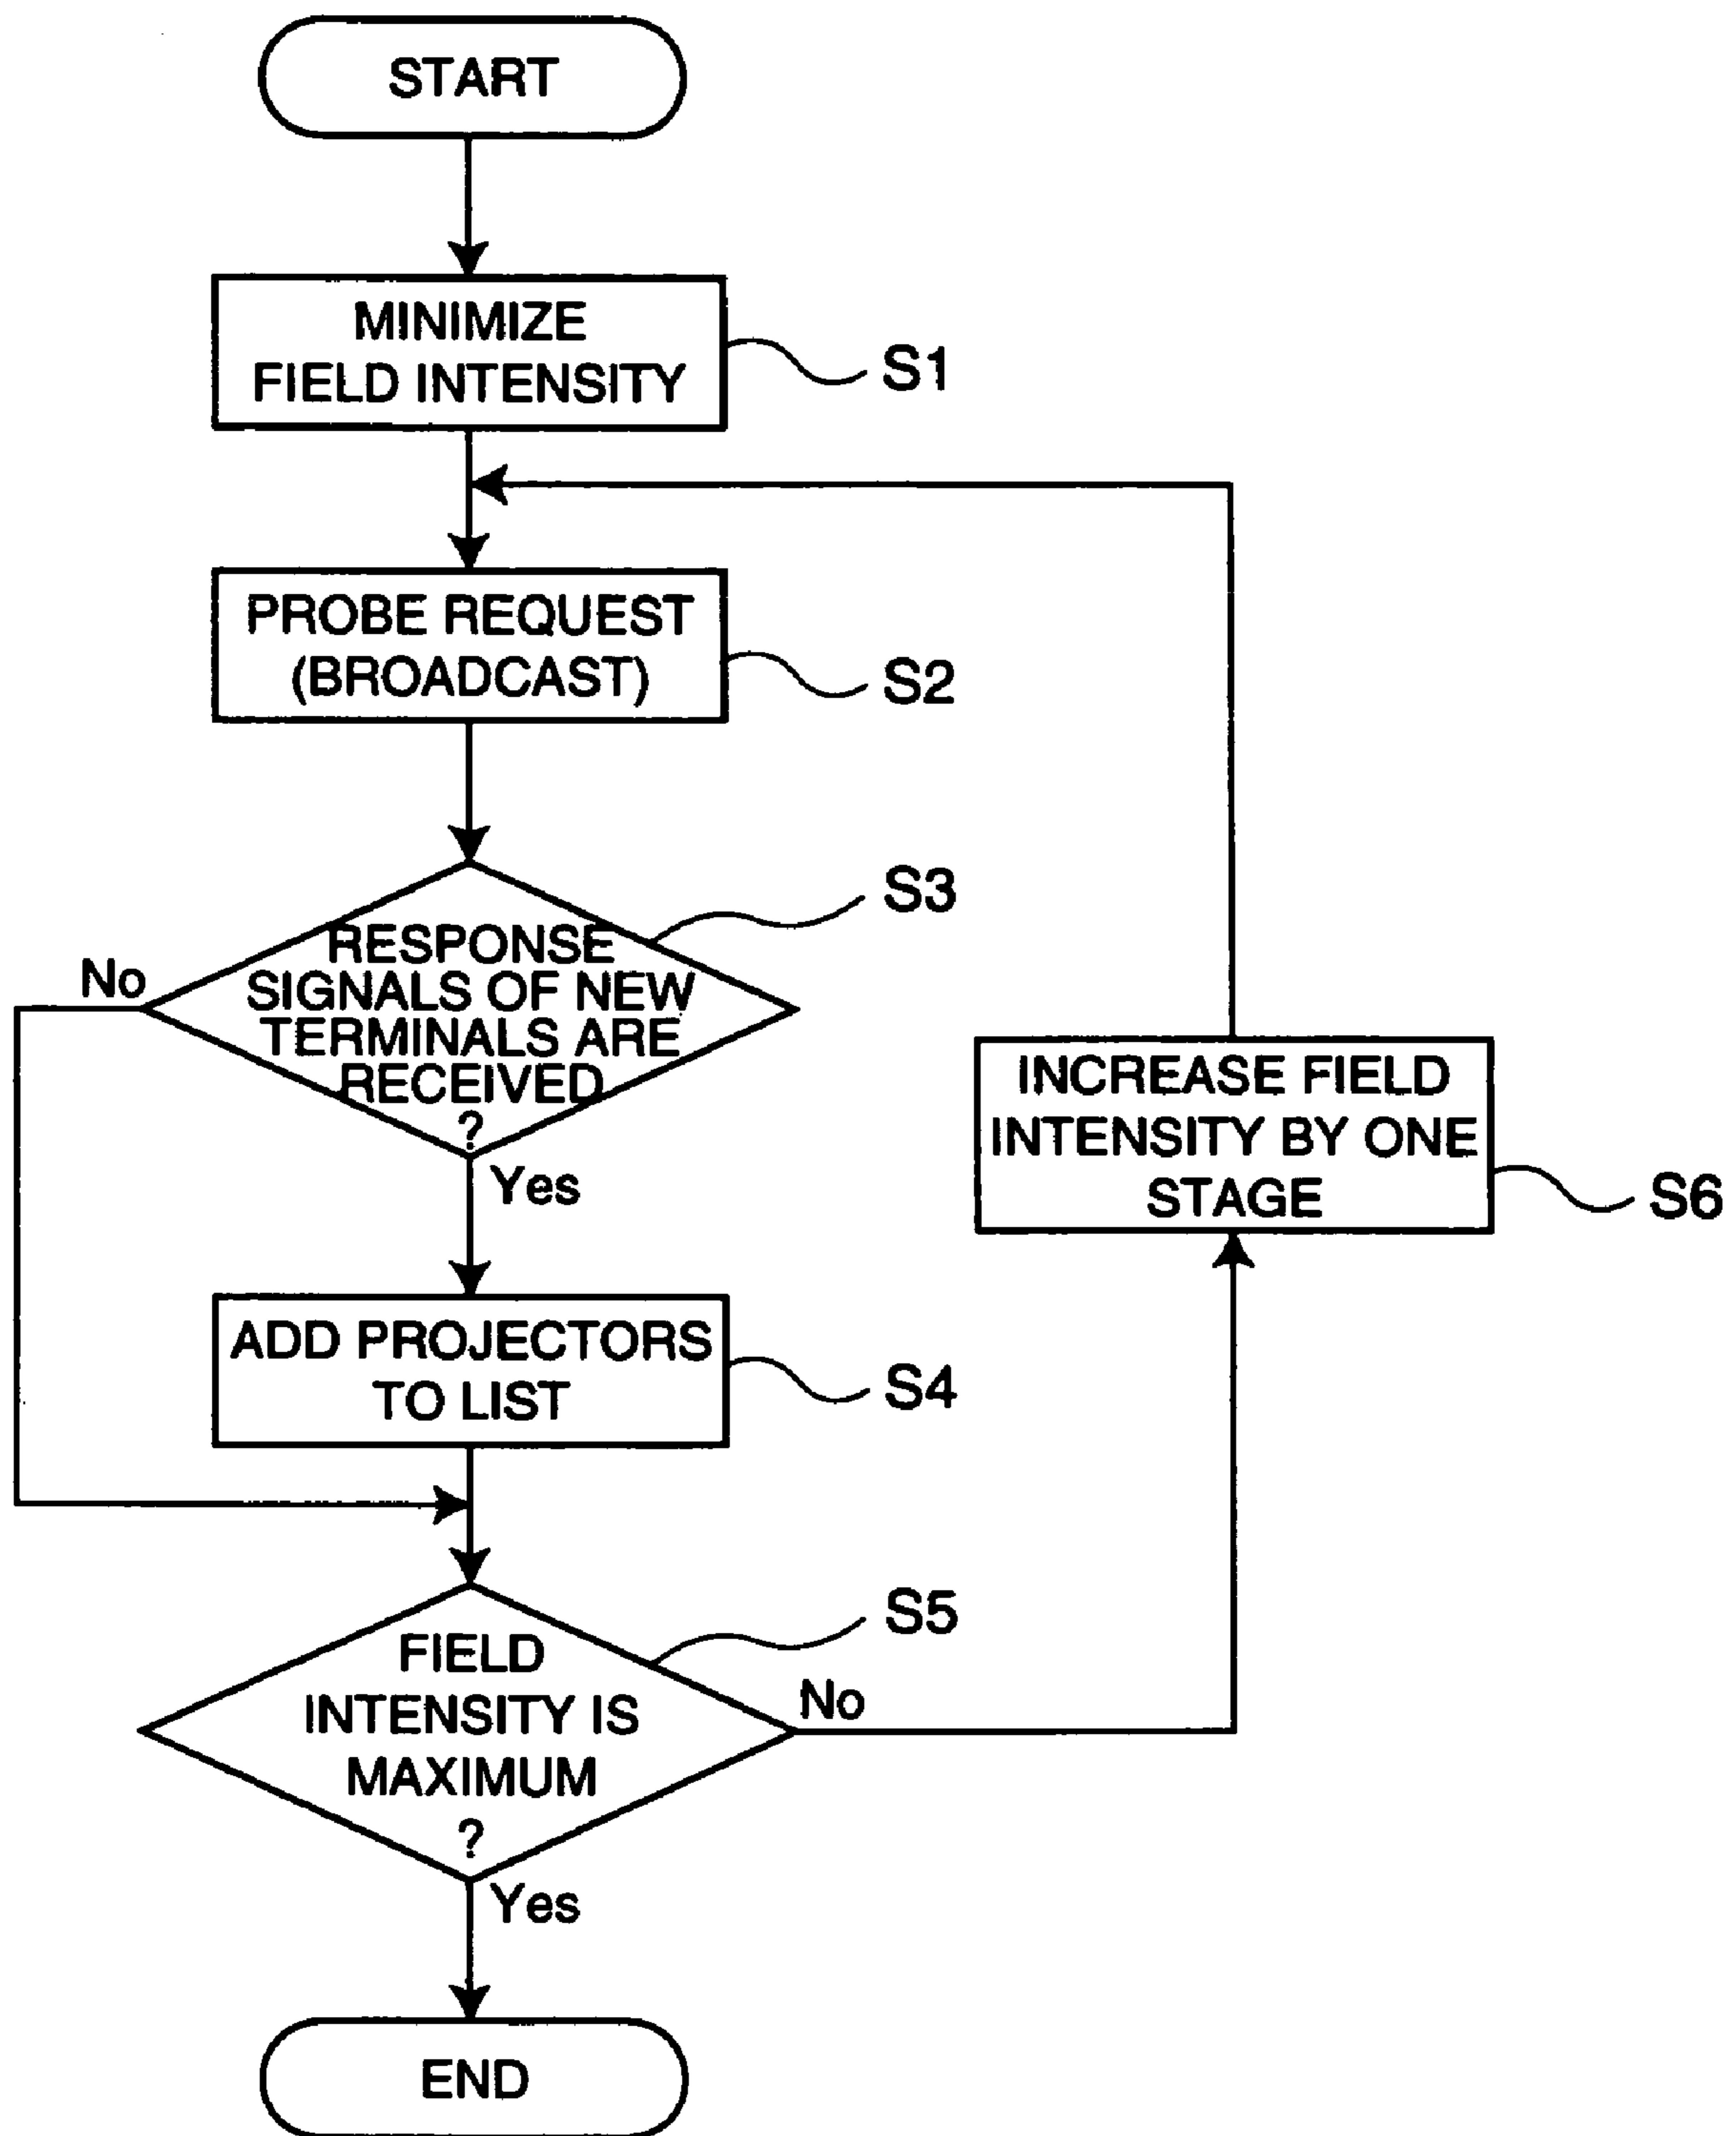 START
MINIMIZE
FIELD INTENSITY
S1
PROBE REQUEST
(BROADCAST)
S2
S3
RESPONSE
SIGNALS OF NEW
TERMINALS ARE
RECEIVED
?
No
Yes
INCREASE FIELD
INTENSITY BY ONE
STAGE
S6
ADD PROJECTORS
TO LIST
S4
S5
FIELD
INTENSITY IS
MAXIMUM
?
No
Yes
END